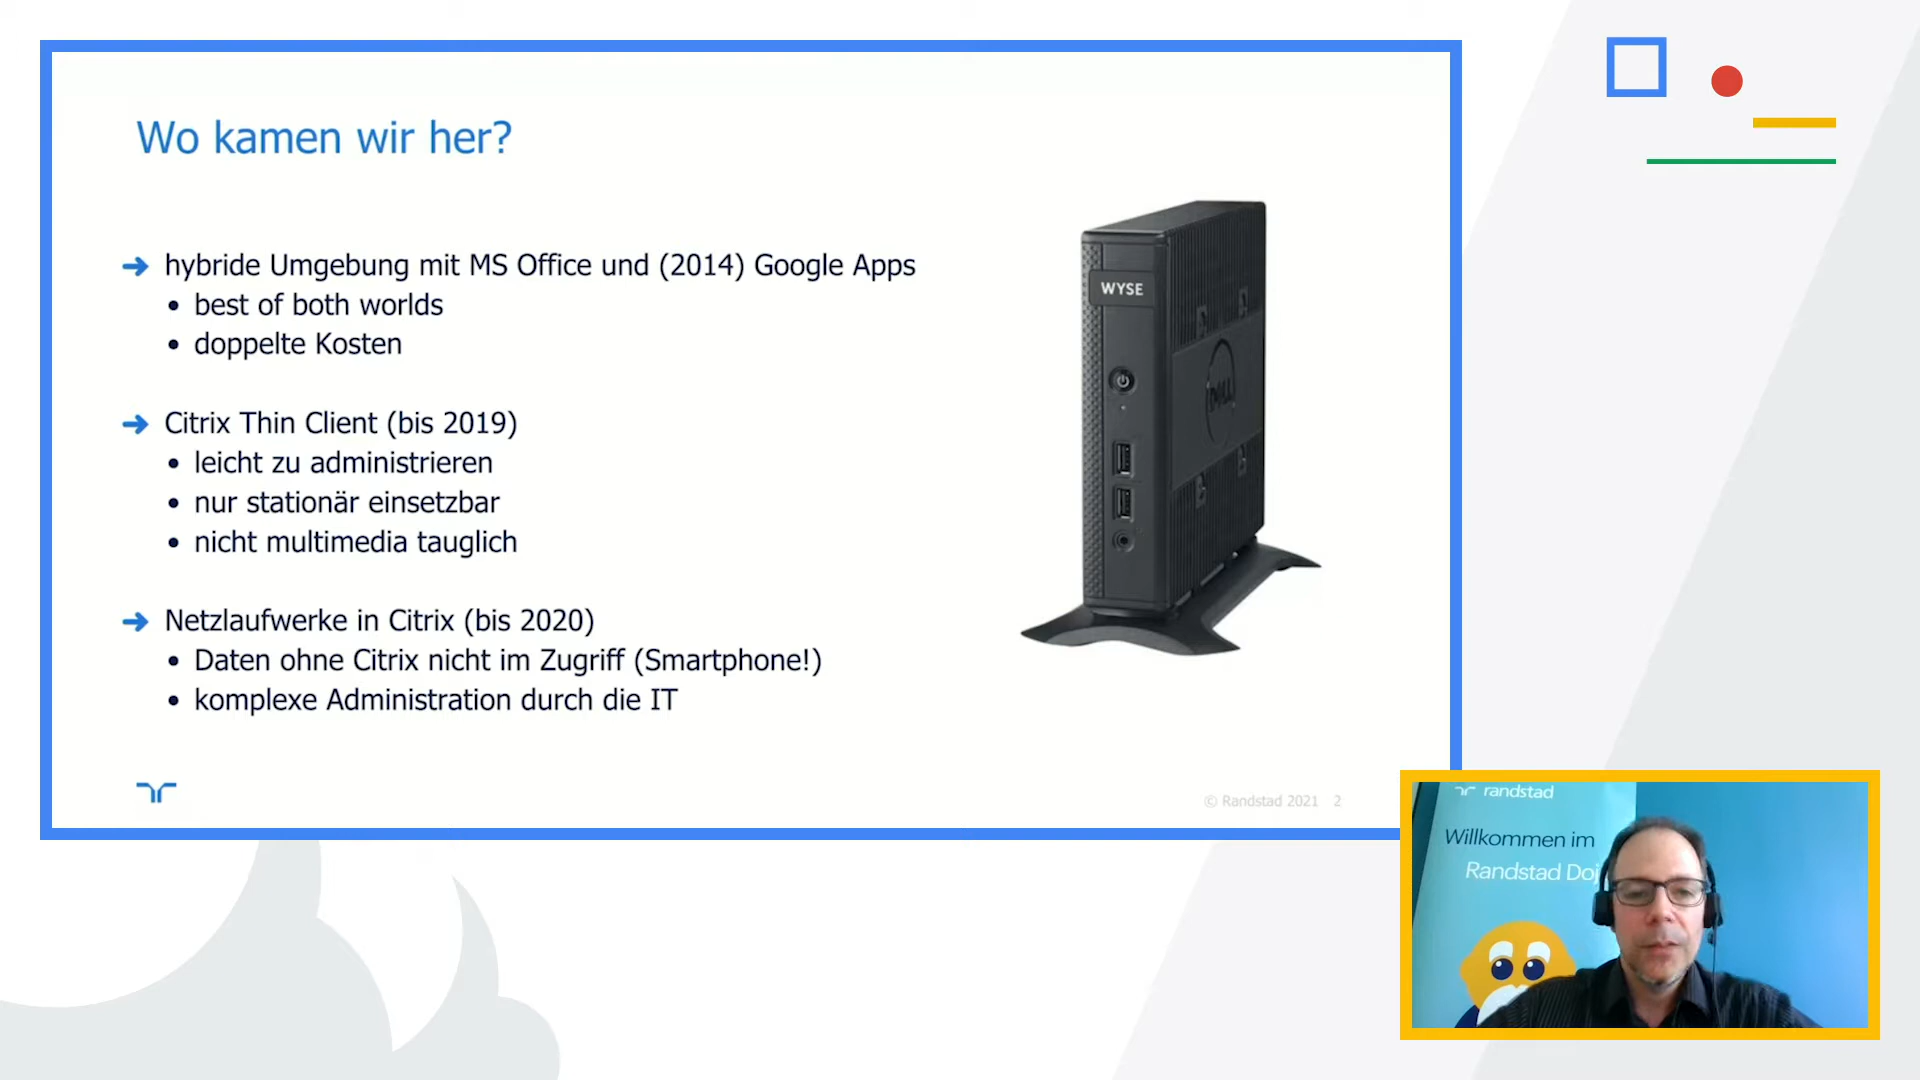 Wo kamen wir her?
hybride Umgebung mit MS Office und (2014) Google Apps
• best of both worlds
• doppelte Kosten
Citrix Thin Client (bis 2019)
• leicht zu administrieren
• nur stationär einsetzbar
• nicht multimedia tauglich
Netzlaufwerke in Citrix (bis 2020)
• Daten ohne Citrix nicht im Zugriff (Smartphone!)
• komplexe Administration durch die IT
WYSE
DELL
© Randstad 2021 2
randstad
Willkommen im
Randstad